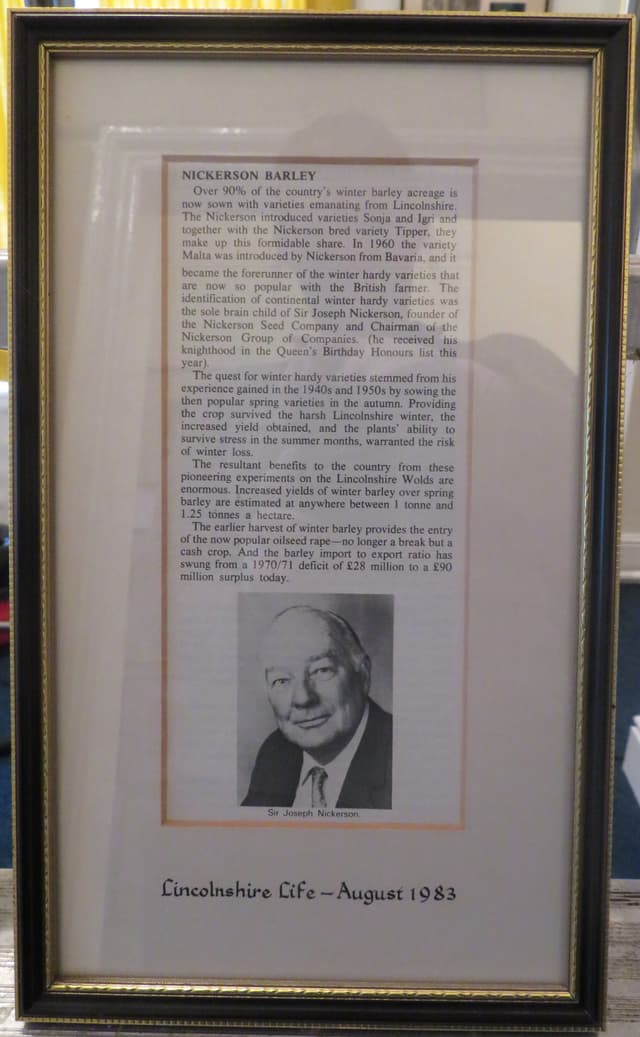 NICKERSON BARLEY
Over 90% of the country's winter barley acreage is
now sown with varieties emanating from Lincolnshire.
The Nickerson introduced varieties Sonja and Igri and
together with the Nickerson bred variety Tipper, they
make up this formidable share. In 1960 the variety
Malta was introduced by Nickerson from Bavaria, and it
became the forerunner of the winter hardy varieties that
are now so popular with the British farmer. The
identification of continental winter hardy varieties was
the sole brain child of Sir Joseph Nickerson, founder of
the Nickerson Seed Company and Chairman of the
Nickerson Group of Companies. (he received his
knighthood in the Queen's Birthday Honours list this
year).
The quest for winter hardy varieties stemmed from his
experience gained in the 1940s and 1950s by sowing the
then popular spring varieties in the autumn. Providing
the crop survived the harsh Lincolnshire winter, the
increased yield obtained, and the plants' ability to
survive stress in the summer months, warranted the risk
of winter loss.
The resultant benefits to the country from these
pioneering experiments on the Lincolnshire Wolds are
enormous. Increased yields of winter barley over spring
barley are estimated at anywhere between 1 tonne and
1.25 tonnes a hectare.
The earlier harvest of winter barley provides the entry
of the now popular oilseed rape—no longer a break but a
cash crop. And the barley import to export ratio has
swung from a 1970/71 deficit of £28 million to a £90
million surplus today.
Sir Joseph Nickerson.
Lincolnshire Life – August 1983